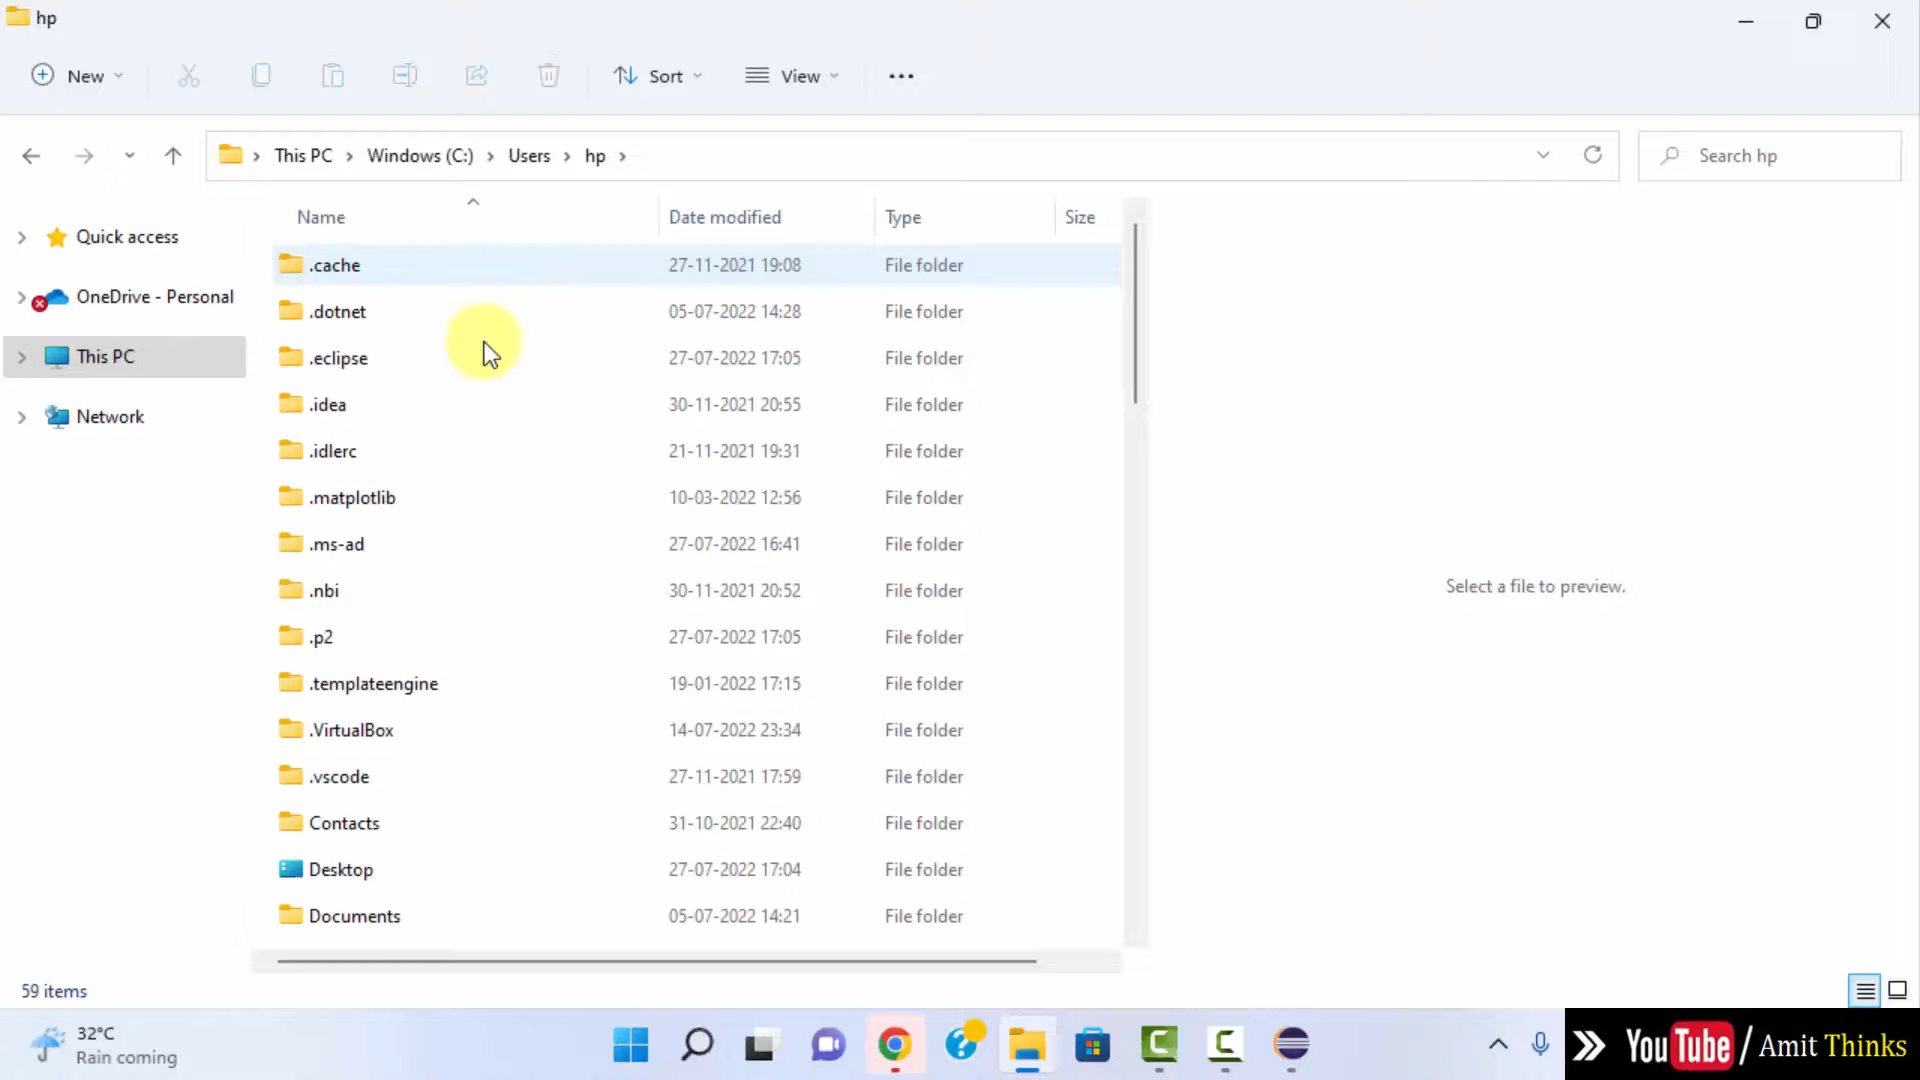 hp
New
Sort
View
This PC
Windows (C:)
Users
hp
Search hp
Quick access
OneDrive - Personal
This PC
Network
Name Date modified Type Size
.cache 27-11-2021 19:08 File folder
.dotnet 05-07-2022 14:28 File folder
.eclipse 27-07-2022 17:05 File folder
.idea 30-11-2021 20:55 File folder
.idlerc 21-11-2021 19:31 File folder
.matplotlib 10-03-2022 12:56 File folder
.ms-ad 27-07-2022 16:41 File folder
.nbi 30-11-2021 20:52 File folder
.p2 27-07-2022 17:05 File folder
.templateengine 19-01-2022 17:15 File folder
.VirtualBox 14-07-2022 23:34 File folder
.vscode 27-11-2021 17:59 File folder
Contacts 31-10-2021 22:40 File folder
Desktop 27-07-2022 17:04 File folder
Documents 05-07-2022 14:21 File folder
Select a file to preview.
59 items
32°C
Rain coming
YouTube / Amit Thinks